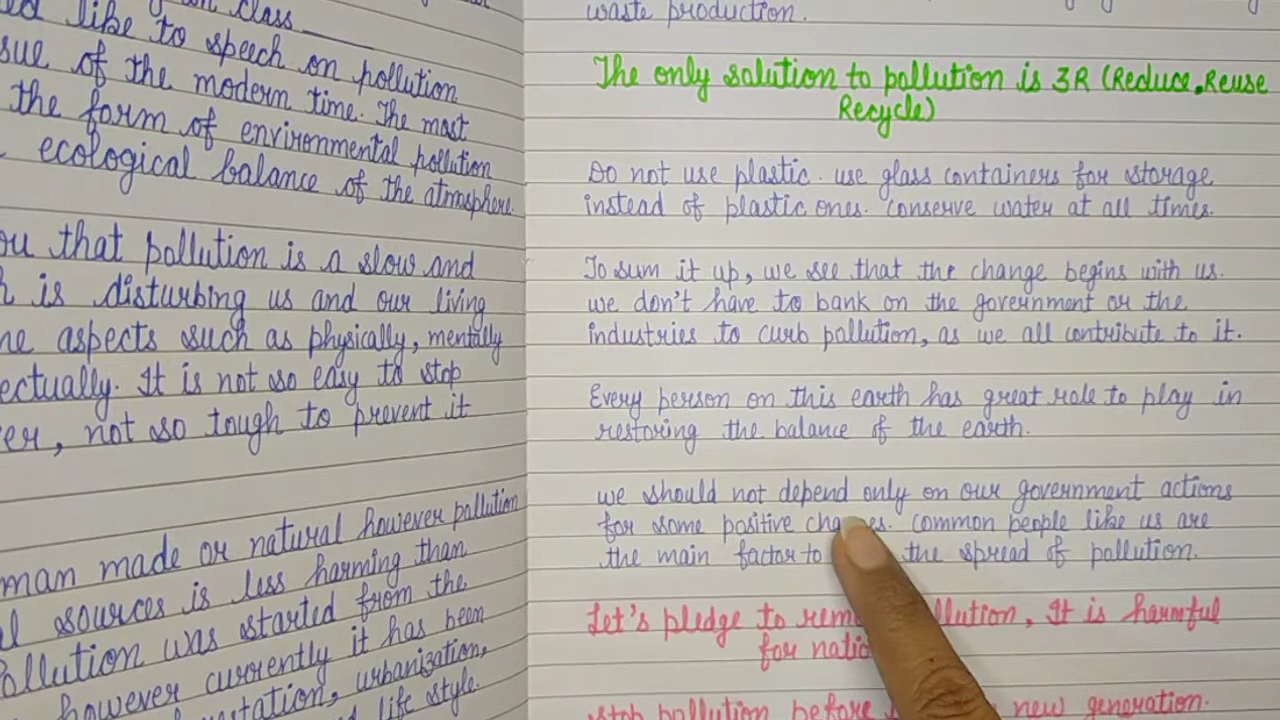 class
like to speech on pollution
of the modern time. The most
the form of environmental pollution
ecological balance of the atmosphere.
that pollution is a slow and
is disturbing us and our living
aspects such as physically, mentally
It is not so easy to stop
not so tough to prevent it
man made or natural however pollution
sources is less harming than
was started from the
however currently it has been
urbanization,
life style.
waste production.
The only solution to pollution is 3R (Reduce, Reuse
Recycle)
Do not use plastic. use glass containers for storage
instead of plastic ones. conserve water at all times.
To sum it up, we see that the change begins with us.
we don't have to bank on the government or the
industries to curb pollution, as we all contribute to it.
Every person on this earth has great role to play in
restoring the balance of the earth.
we should not depend only on our government actions
for some positive common people like us are
the main factor to the spread of pollution.
Let's pledge to It is harmful
for
stop pollution before new generation.